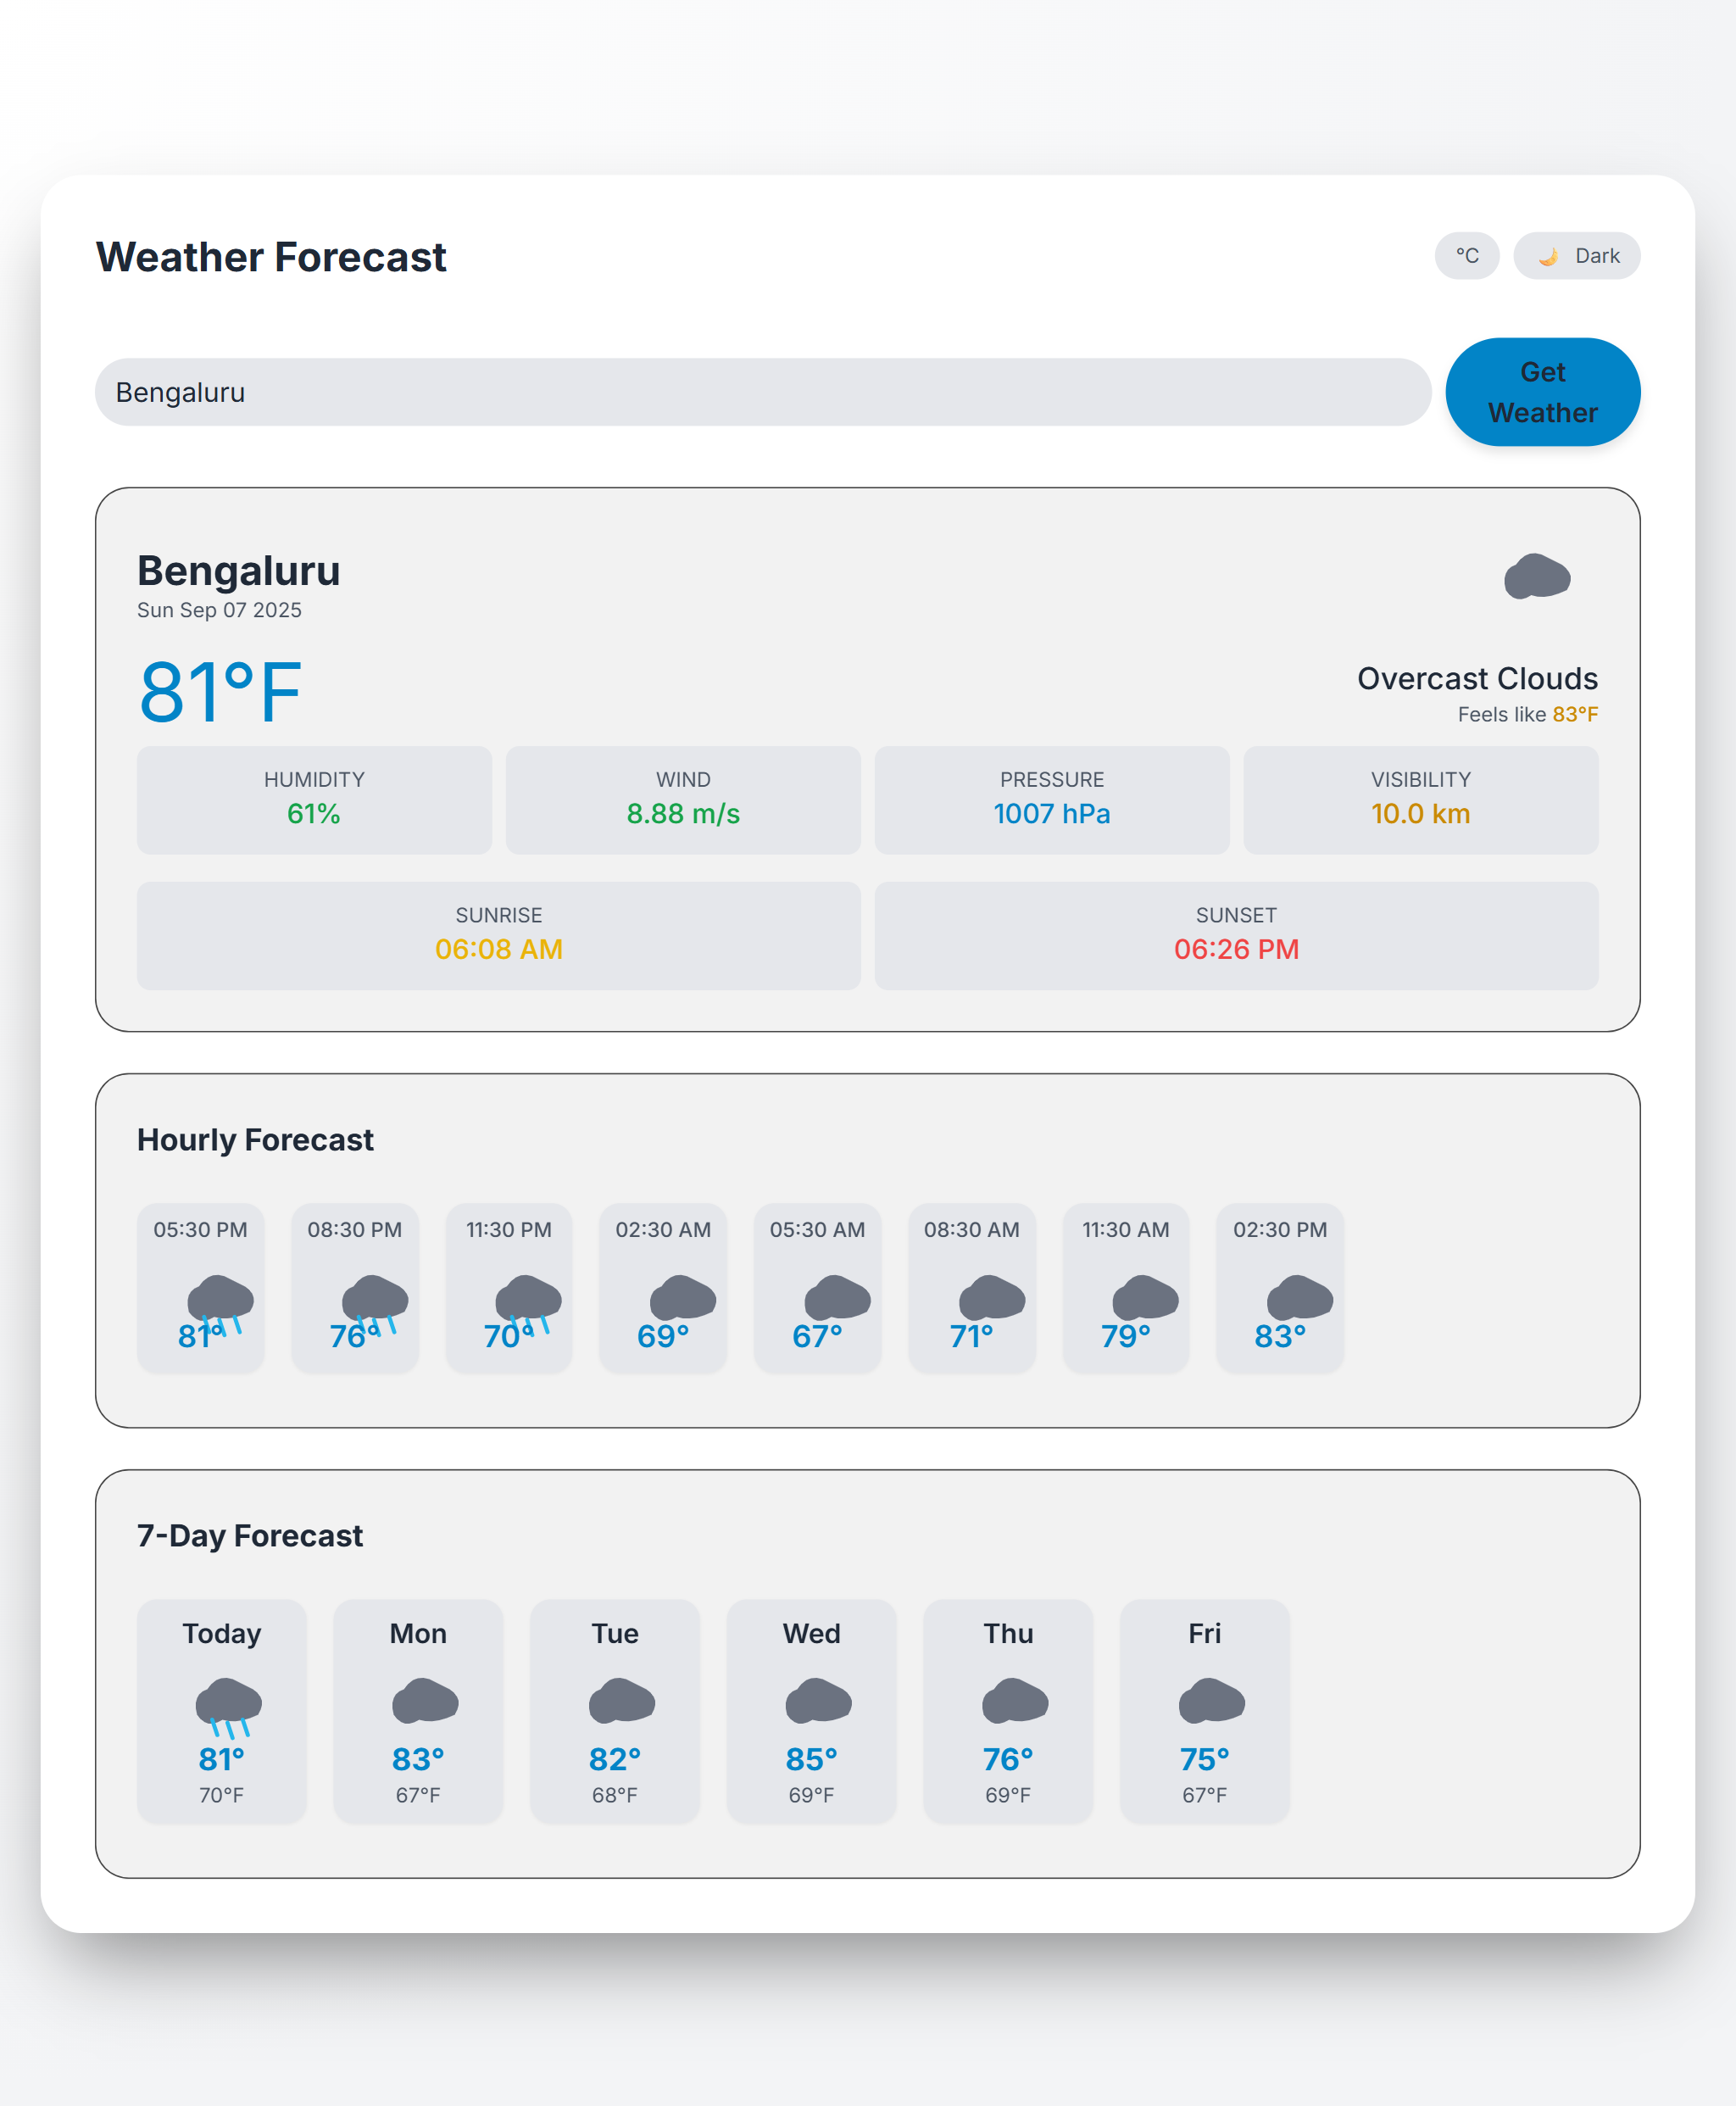 Weather Forecast
°C
Dark
Bengaluru
Get
Weather
Bengaluru
Sun Sep 07 2025
81°F
Overcast Clouds
Feels like 83°F
HUMIDITY
61%
WIND
8.88 m/s
PRESSURE
1007 hPa
VISIBILITY
10.0 km
SUNRISE
06:08 AM
SUNSET
06:26 PM
Hourly Forecast
05:30 PM
81°
08:30 PM
76°
11:30 PM
70°
02:30 AM
69°
05:30 AM
67°
08:30 AM
71°
11:30 AM
79°
02:30 PM
83°
7-Day Forecast
Today
81°
70°F
Mon
83°
67°F
Tue
82°
68°F
Wed
85°
69°F
Thu
76°
69°F
Fri
75°
67°F